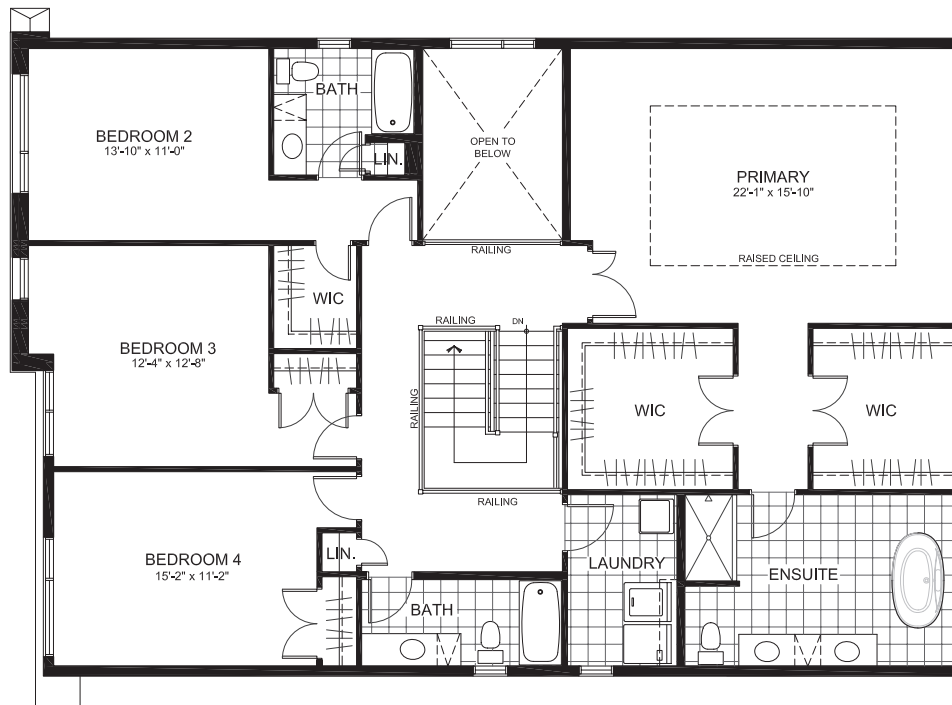 BATH
BEDROOM 2
13'-10" x 11'-0"
LIN.
OPEN TO
BELOW
PRIMARY
22'-1" x 15'-10"
RAISED CEILING
RAILING
WIC
RAILING
DN
BEDROOM 3
12'-4" x 12'-8"
RAILING
WIC
WIC
RAILING
BEDROOM 4
15'-2" x 11'-2"
LIN.
LAUNDRY
ENSUITE
BATH